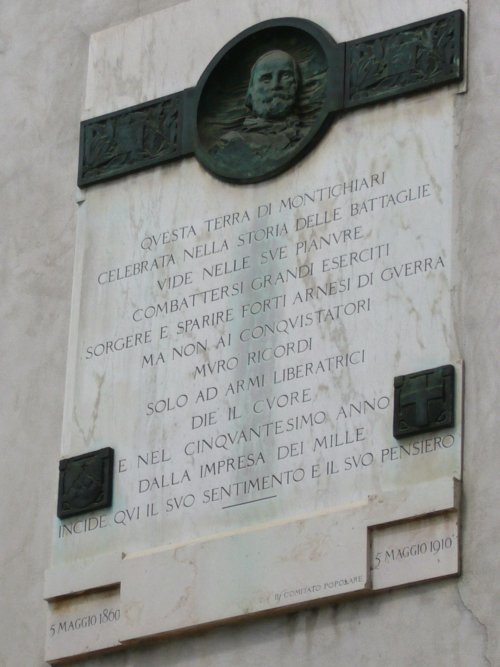 QVESTA TERRA DI MONTICHIARI
CELEBRATA NELLA STORIA DELLE BATTAGLIE
VIDE NELLE SVE PIANVRE
COMBATTERSI GRANDI ESERCITI
SORGERE E SPARIRE FORTI ARNESI DI GVERRA
MA NON AI CONQVISTATORI
MVRO RICORDI
SOLO AD ARMI LIBERATRICI
DIE' IL CVORE
E NEL CINQVANTESIMO ANNO
DALLA IMPRESA DEI MILLE
INCIDE QVI IL SVO SENTIMENTO E IL SVO PENSIERO
IL COMITATO POPOLARE
5 MAGGIO 1860
5 MAGGIO 1910